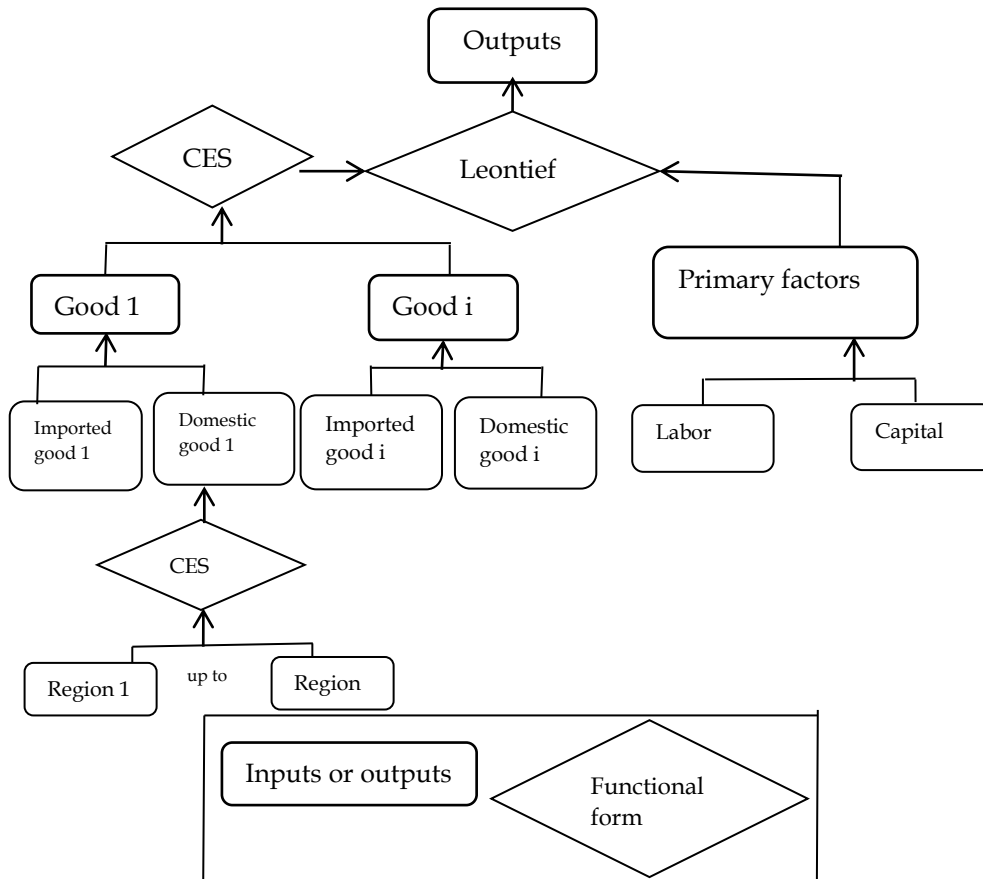 Outputs
CES
Leontief
Good 1
Good i
Primary factors
Imported
good 1
Domestic
good 1
Imported
good i
Domestic
good i
Labor
Capital
CES
Region 1
up to
Region
Inputs or outputs
Functional
form